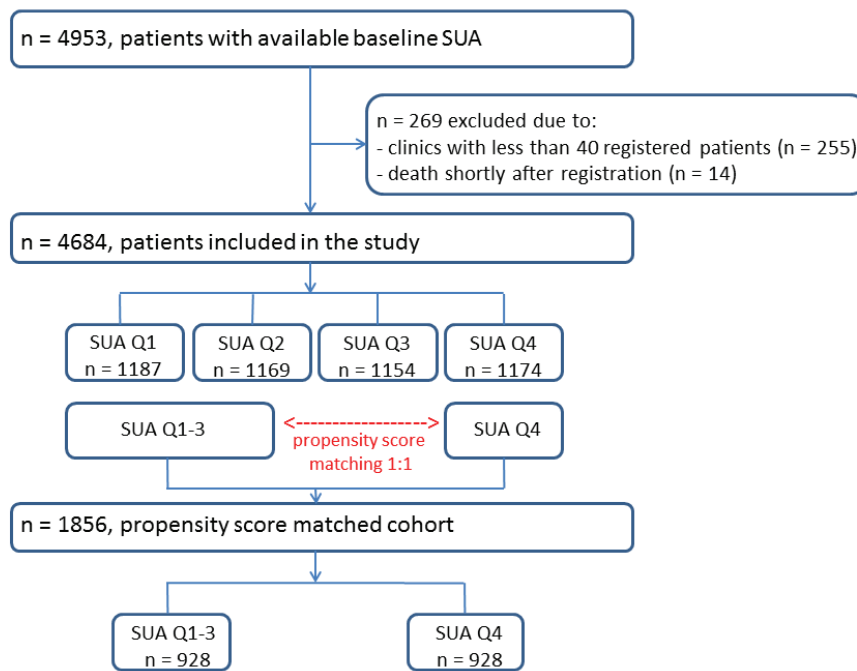 n = 4953, patients with available baseline SUA
n = 269 excluded due to:
- clinics with less than 40 registered patients (n = 255)
- death shortly after registration (n = 14)
n = 4684, patients included in the study
SUA Q1
n = 1187
SUA Q2
n = 1169
SUA Q3
n = 1154
SUA Q4
n = 1174
SUA Q1-3
propensity score
matching 1:1
SUA Q4
n = 1856, propensity score matched cohort
SUA Q1-3
n = 928
SUA Q4
n = 928